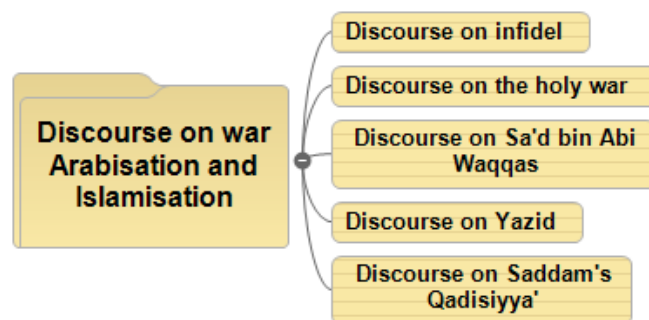 Discourse on war
Arabisation and
Islamisation
Discourse on infidel
Discourse on the holy war
Discourse on Sa'd bin Abi
Waqqas
Discourse on Yazid
Discourse on Saddam's
Qadisiyya'